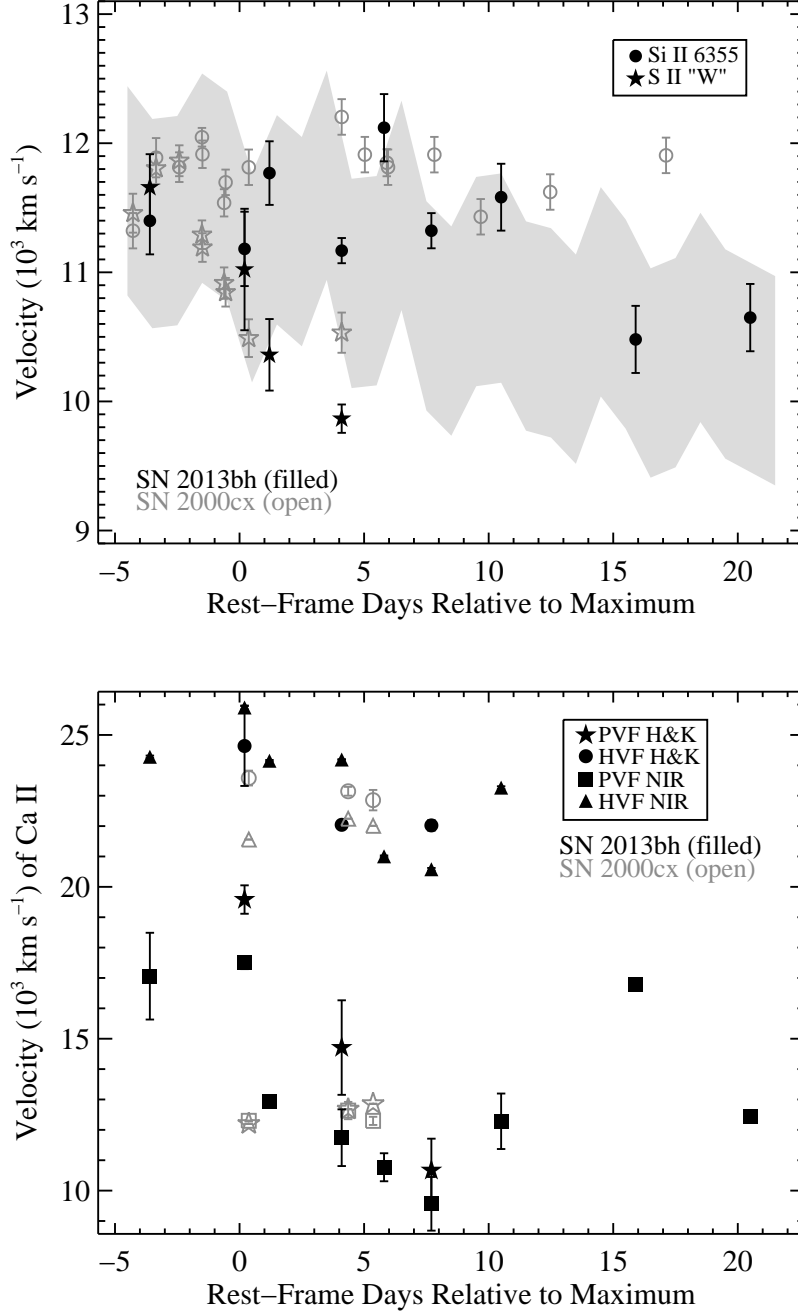 13
12
11
10
9
Velocity (10³ km s⁻¹)
Si II 6355
S II "W"
SN 2013bh (filled)
SN 2000cx (open)
−5 0 5 10 15 20
Rest−Frame Days Relative to Maximum
25
20
15
10
Velocity (10³ km s⁻¹) of Ca II
PVF H&K
HVF H&K
PVF NIR
HVF NIR
SN 2013bh (filled)
SN 2000cx (open)
−5 0 5 10 15 20
Rest−Frame Days Relative to Maximum